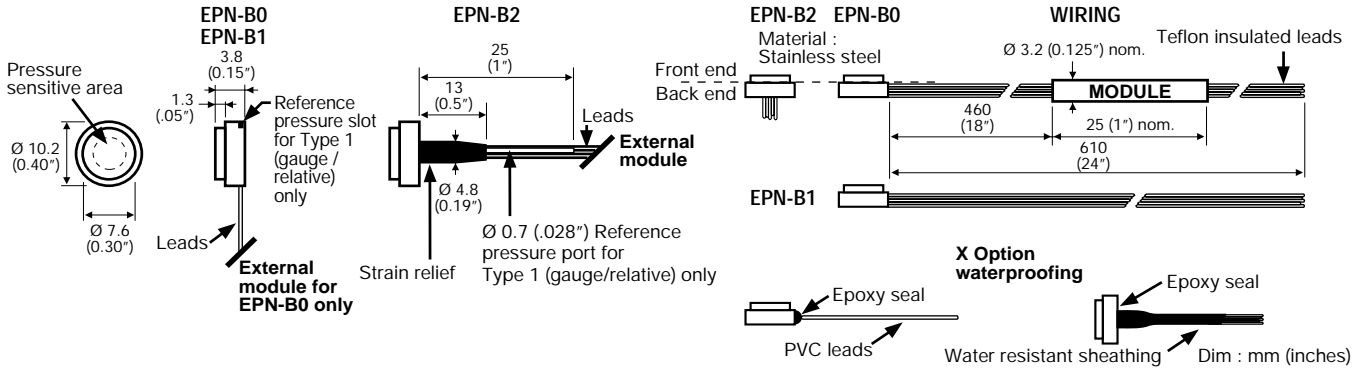 EPN-B0
EPN-B1
3.8
(0.15")
1.3
(.05")
Pressure
sensitive area
Ø 10.2
(0.40")
Ø 7.6
(0.30")
Reference
pressure slot
for Type 1
(gauge /
relative)
only
Leads
External
module for
EPN-B0 only
EPN-B2
25
(1")
13
(0.5")
Leads
External
module
Ø 4.8
(0.19")
Ø 0.7 (.028") Reference
pressure port for
Type 1 (gauge/relative) only
Strain relief
EPN-B2
EPN-B0
WIRING
Material :
Stainless steel
Ø 3.2 (0.125") nom.
Teflon insulated leads
Front end
Back end
MODULE
460
(18")
25 (1") nom.
610
(24")
EPN-B1
X Option
waterproofing
Epoxy seal
PVC leads
Epoxy seal
Water resistant sheathing
Dim : mm (inches)